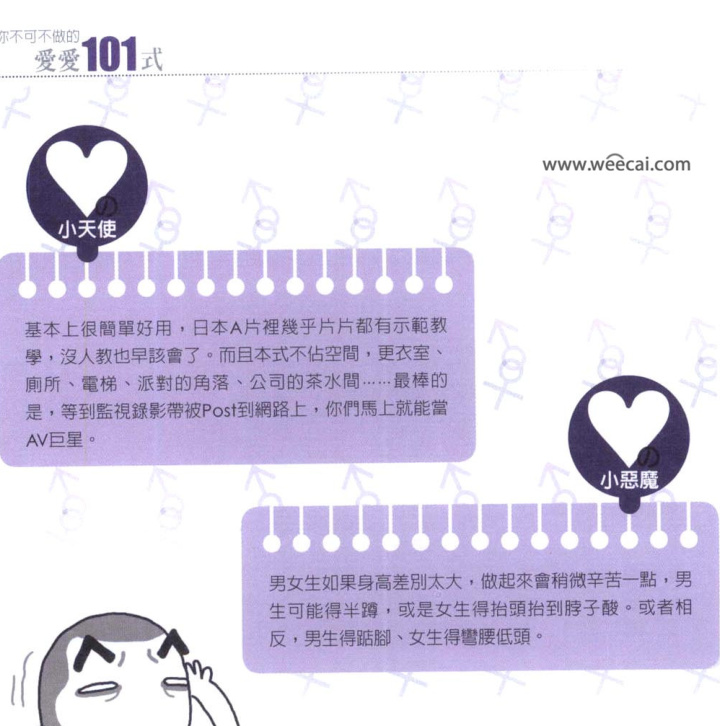 你不可不做的
愛愛101式
www.weecai.com
の
小天使
基本上很簡單好用，日本A片裡幾乎片片都有示範教
學，沒人教也早該會了。而且本式不佔空間，更衣室、
廁所、電梯、派對的角落、公司的茶水間……最棒的
是，等到監視錄影帶被Post到網路上，你們馬上就能當
AV巨星。
の
小惡魔
男女生如果身高差別太大，做起來會稍微辛苦一點，男
生可能得半蹲，或是女生得抬頭抬到脖子酸。或者相
反，男生得踮腳、女生得彎腰低頭。